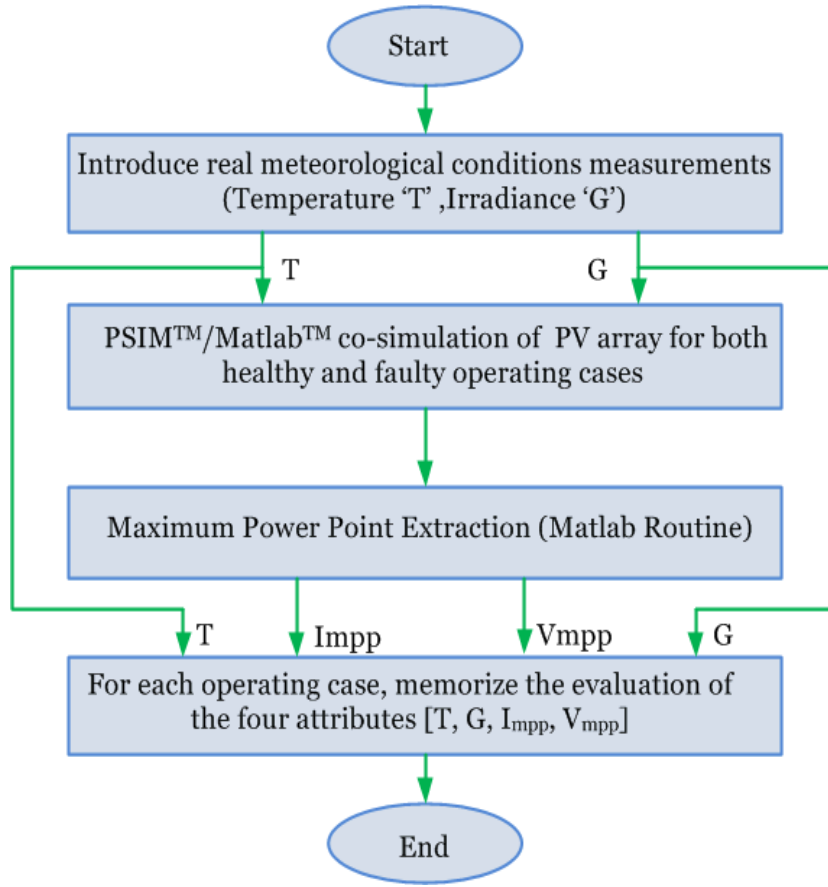 Start
Introduce real meteorological conditions measurements
(Temperature ‘T’ ,Irradiance ‘G’)
T
G
PSIM™/Matlab™ co-simulation of PV array for both
healthy and faulty operating cases
Maximum Power Point Extraction (Matlab Routine)
T
Impp
Vmpp
G
For each operating case, memorize the evaluation of
the four attributes [T, G, Impp, Vmpp]
End